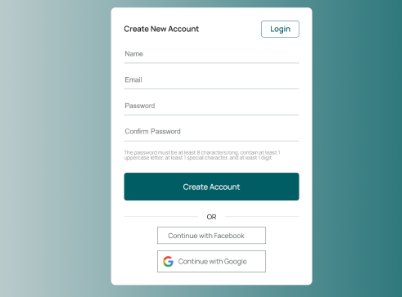 Create New Account
Login
Name
Email
Password
Confirm Password
The password must be at least 8 characters long, contain at least 1
uppercase letter, at least 1 special character, and at least 1 digit
Create Account
OR
Continue with Facebook
Continue with Google